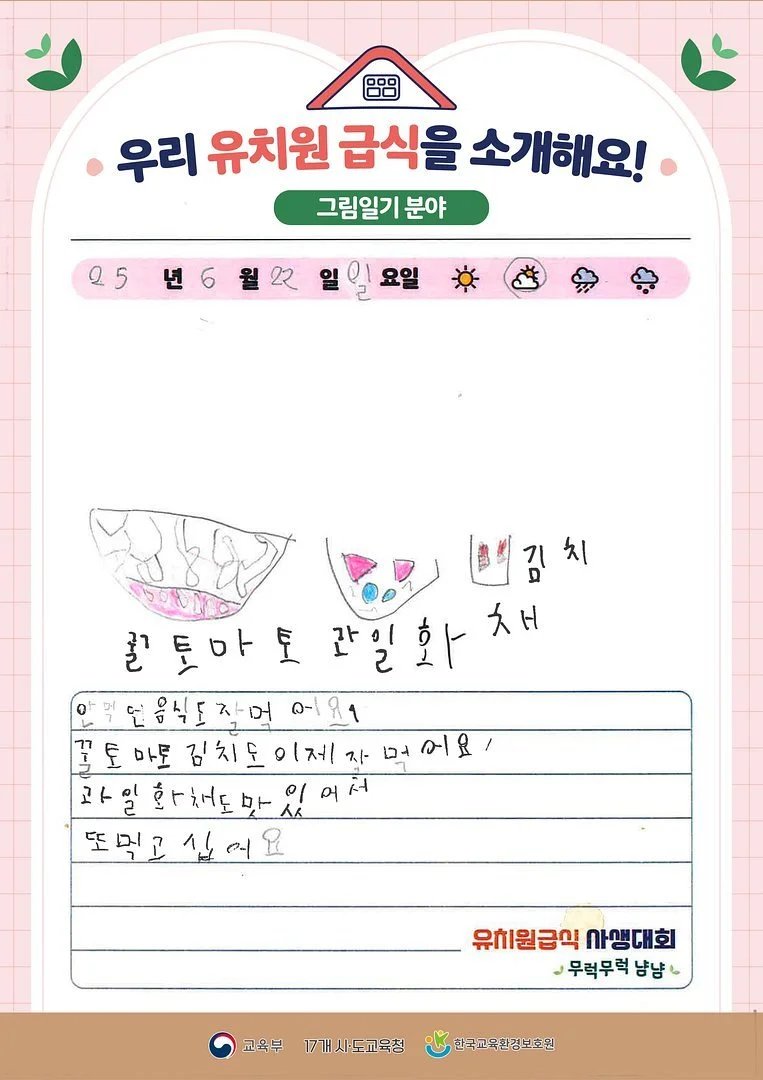 우리 유치원 급식을 소개해요!
그림일기 분야
25 년 6 월 22 일 일 요일
김치
꿀토마토 과일화채
안먹던음식도잘먹어요.
꿀토마토김치도이제잘먹어요.
과일화채도맛있어서
또먹고십어요
유치원급식 사생대회
무럭무럭 냠냠
교육부 17개 시·도교육청 한국교육환경보호원